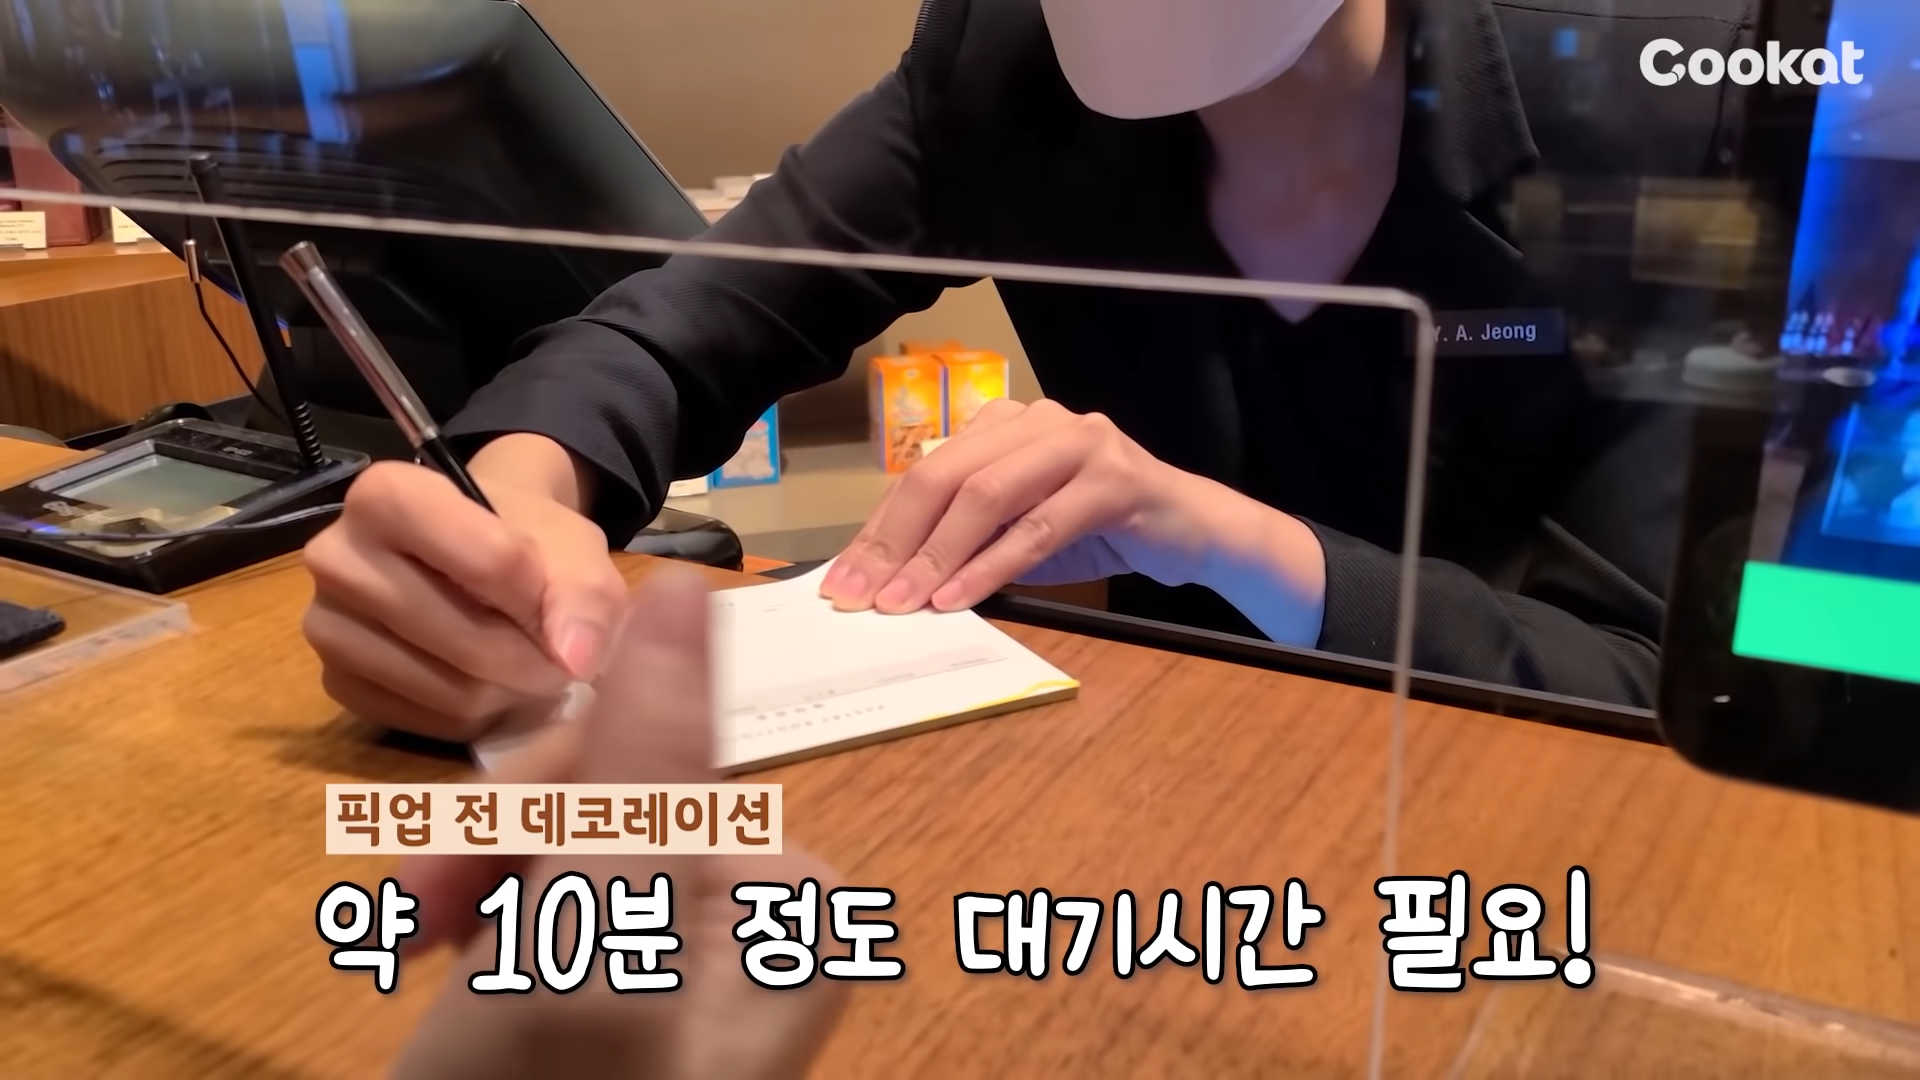 Cookat
Y. A. Jeong
픽업 전 데코레이션
약 10분 정도 대기시간 필요!